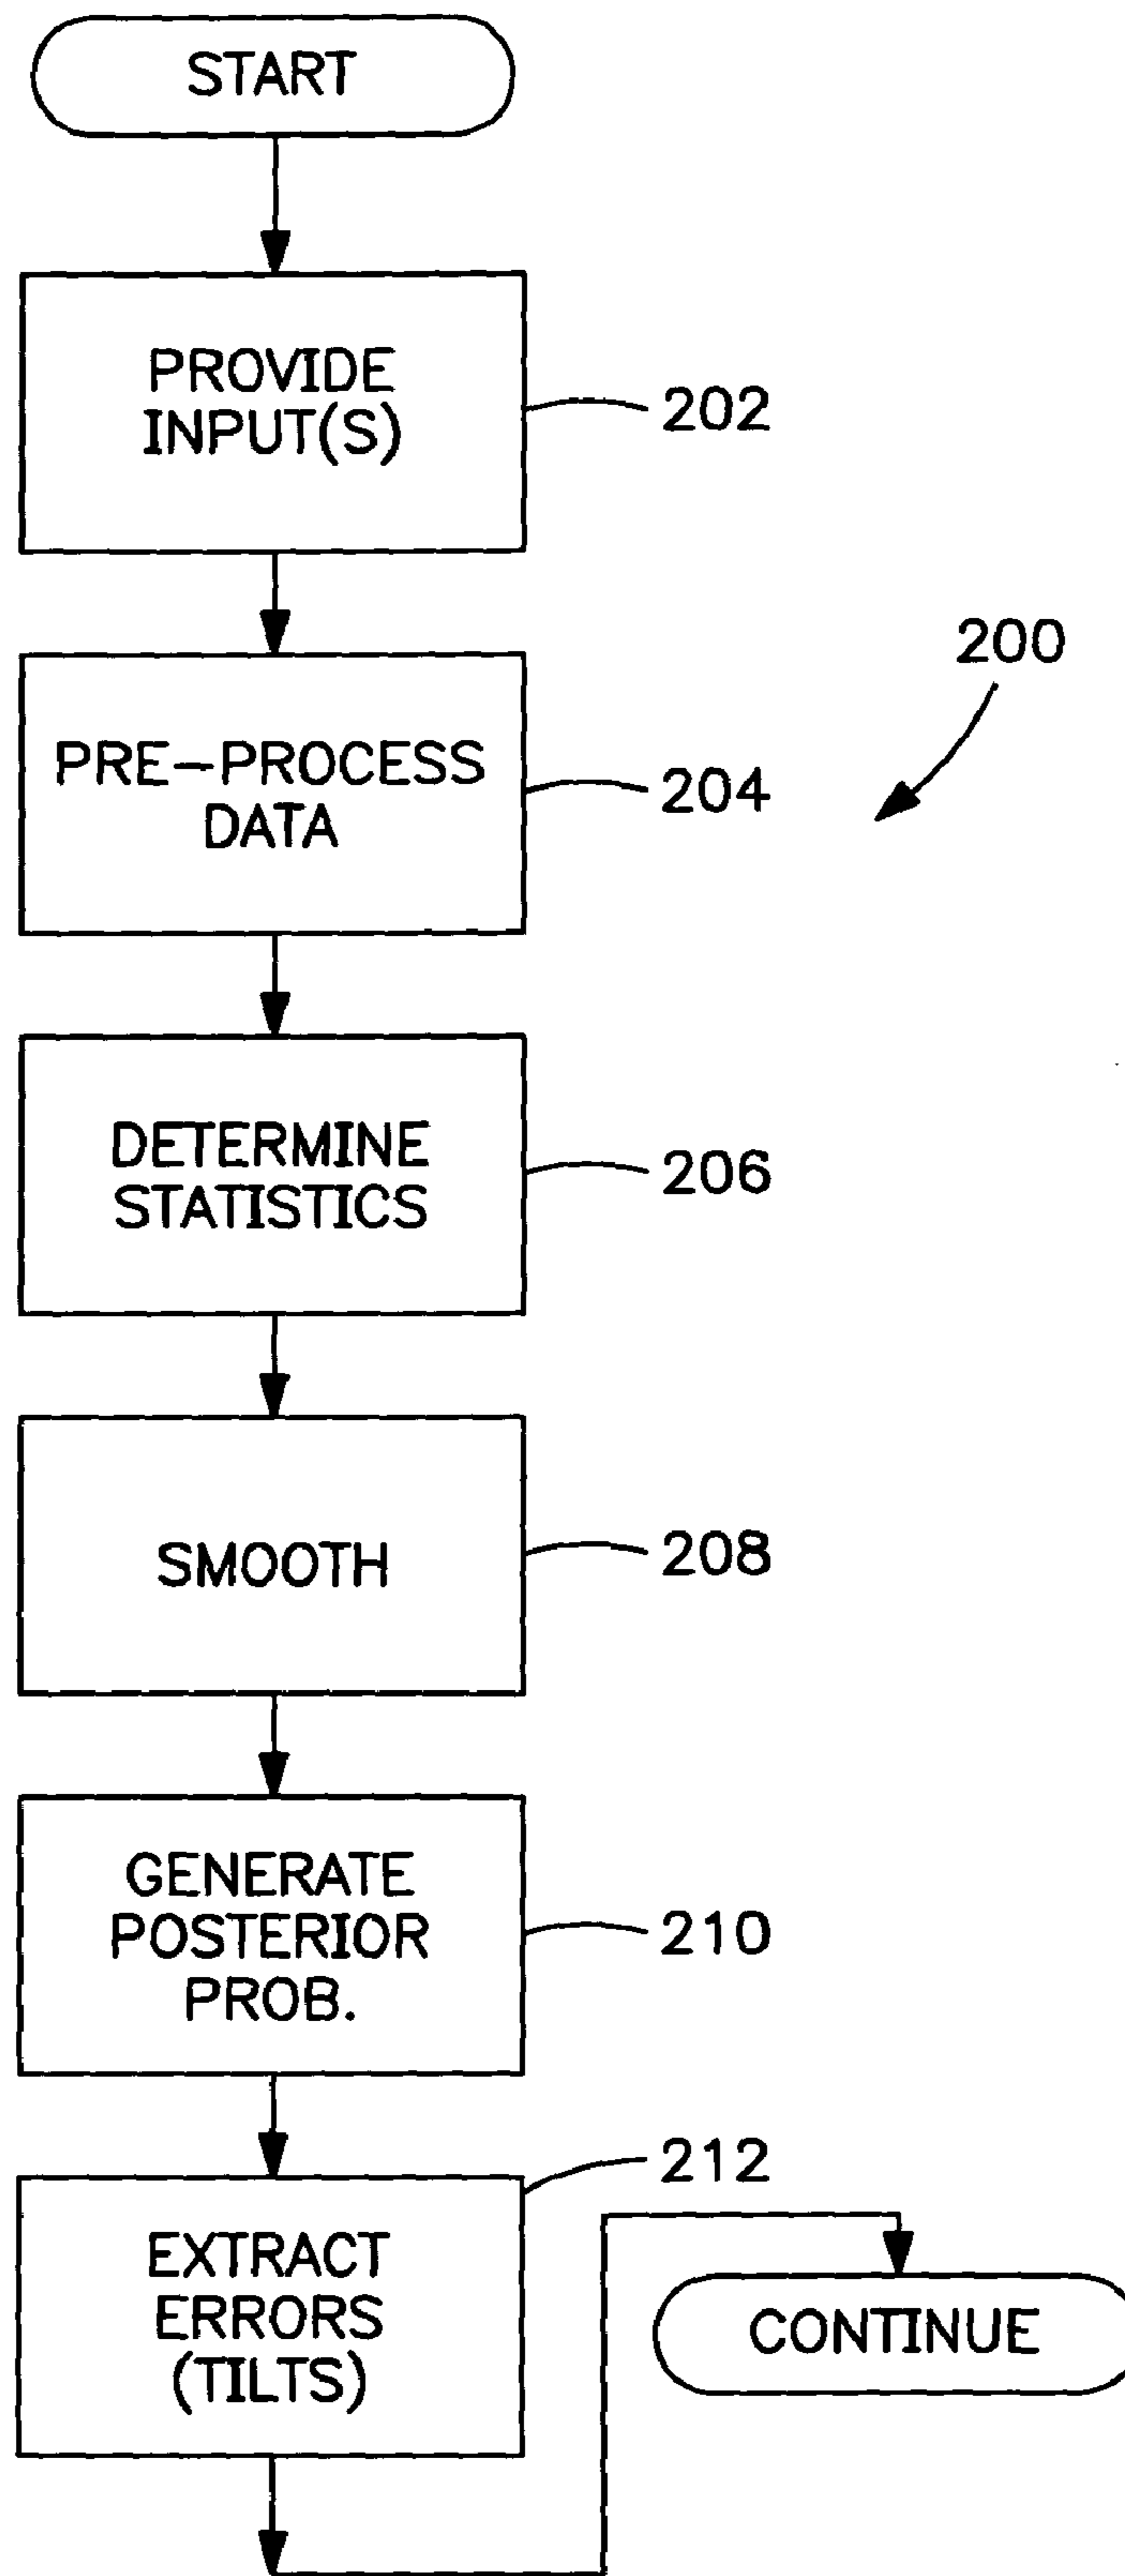 START
PROVIDE
INPUT(S)
202
200
PRE-PROCESS
DATA
204
DETERMINE
STATISTICS
206
SMOOTH
208
GENERATE
POSTERIOR
PROB.
210
212
EXTRACT
ERRORS
(TILTS)
CONTINUE